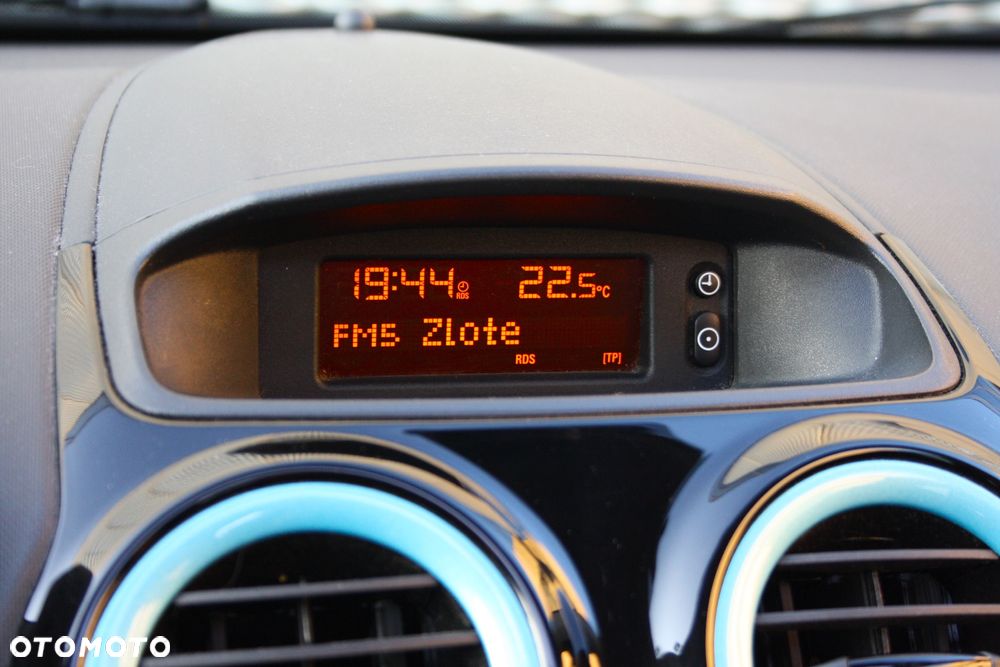 19:44 RDS 22.5°C
FM5 Zlote
RDS [TP]
OTOMOTO